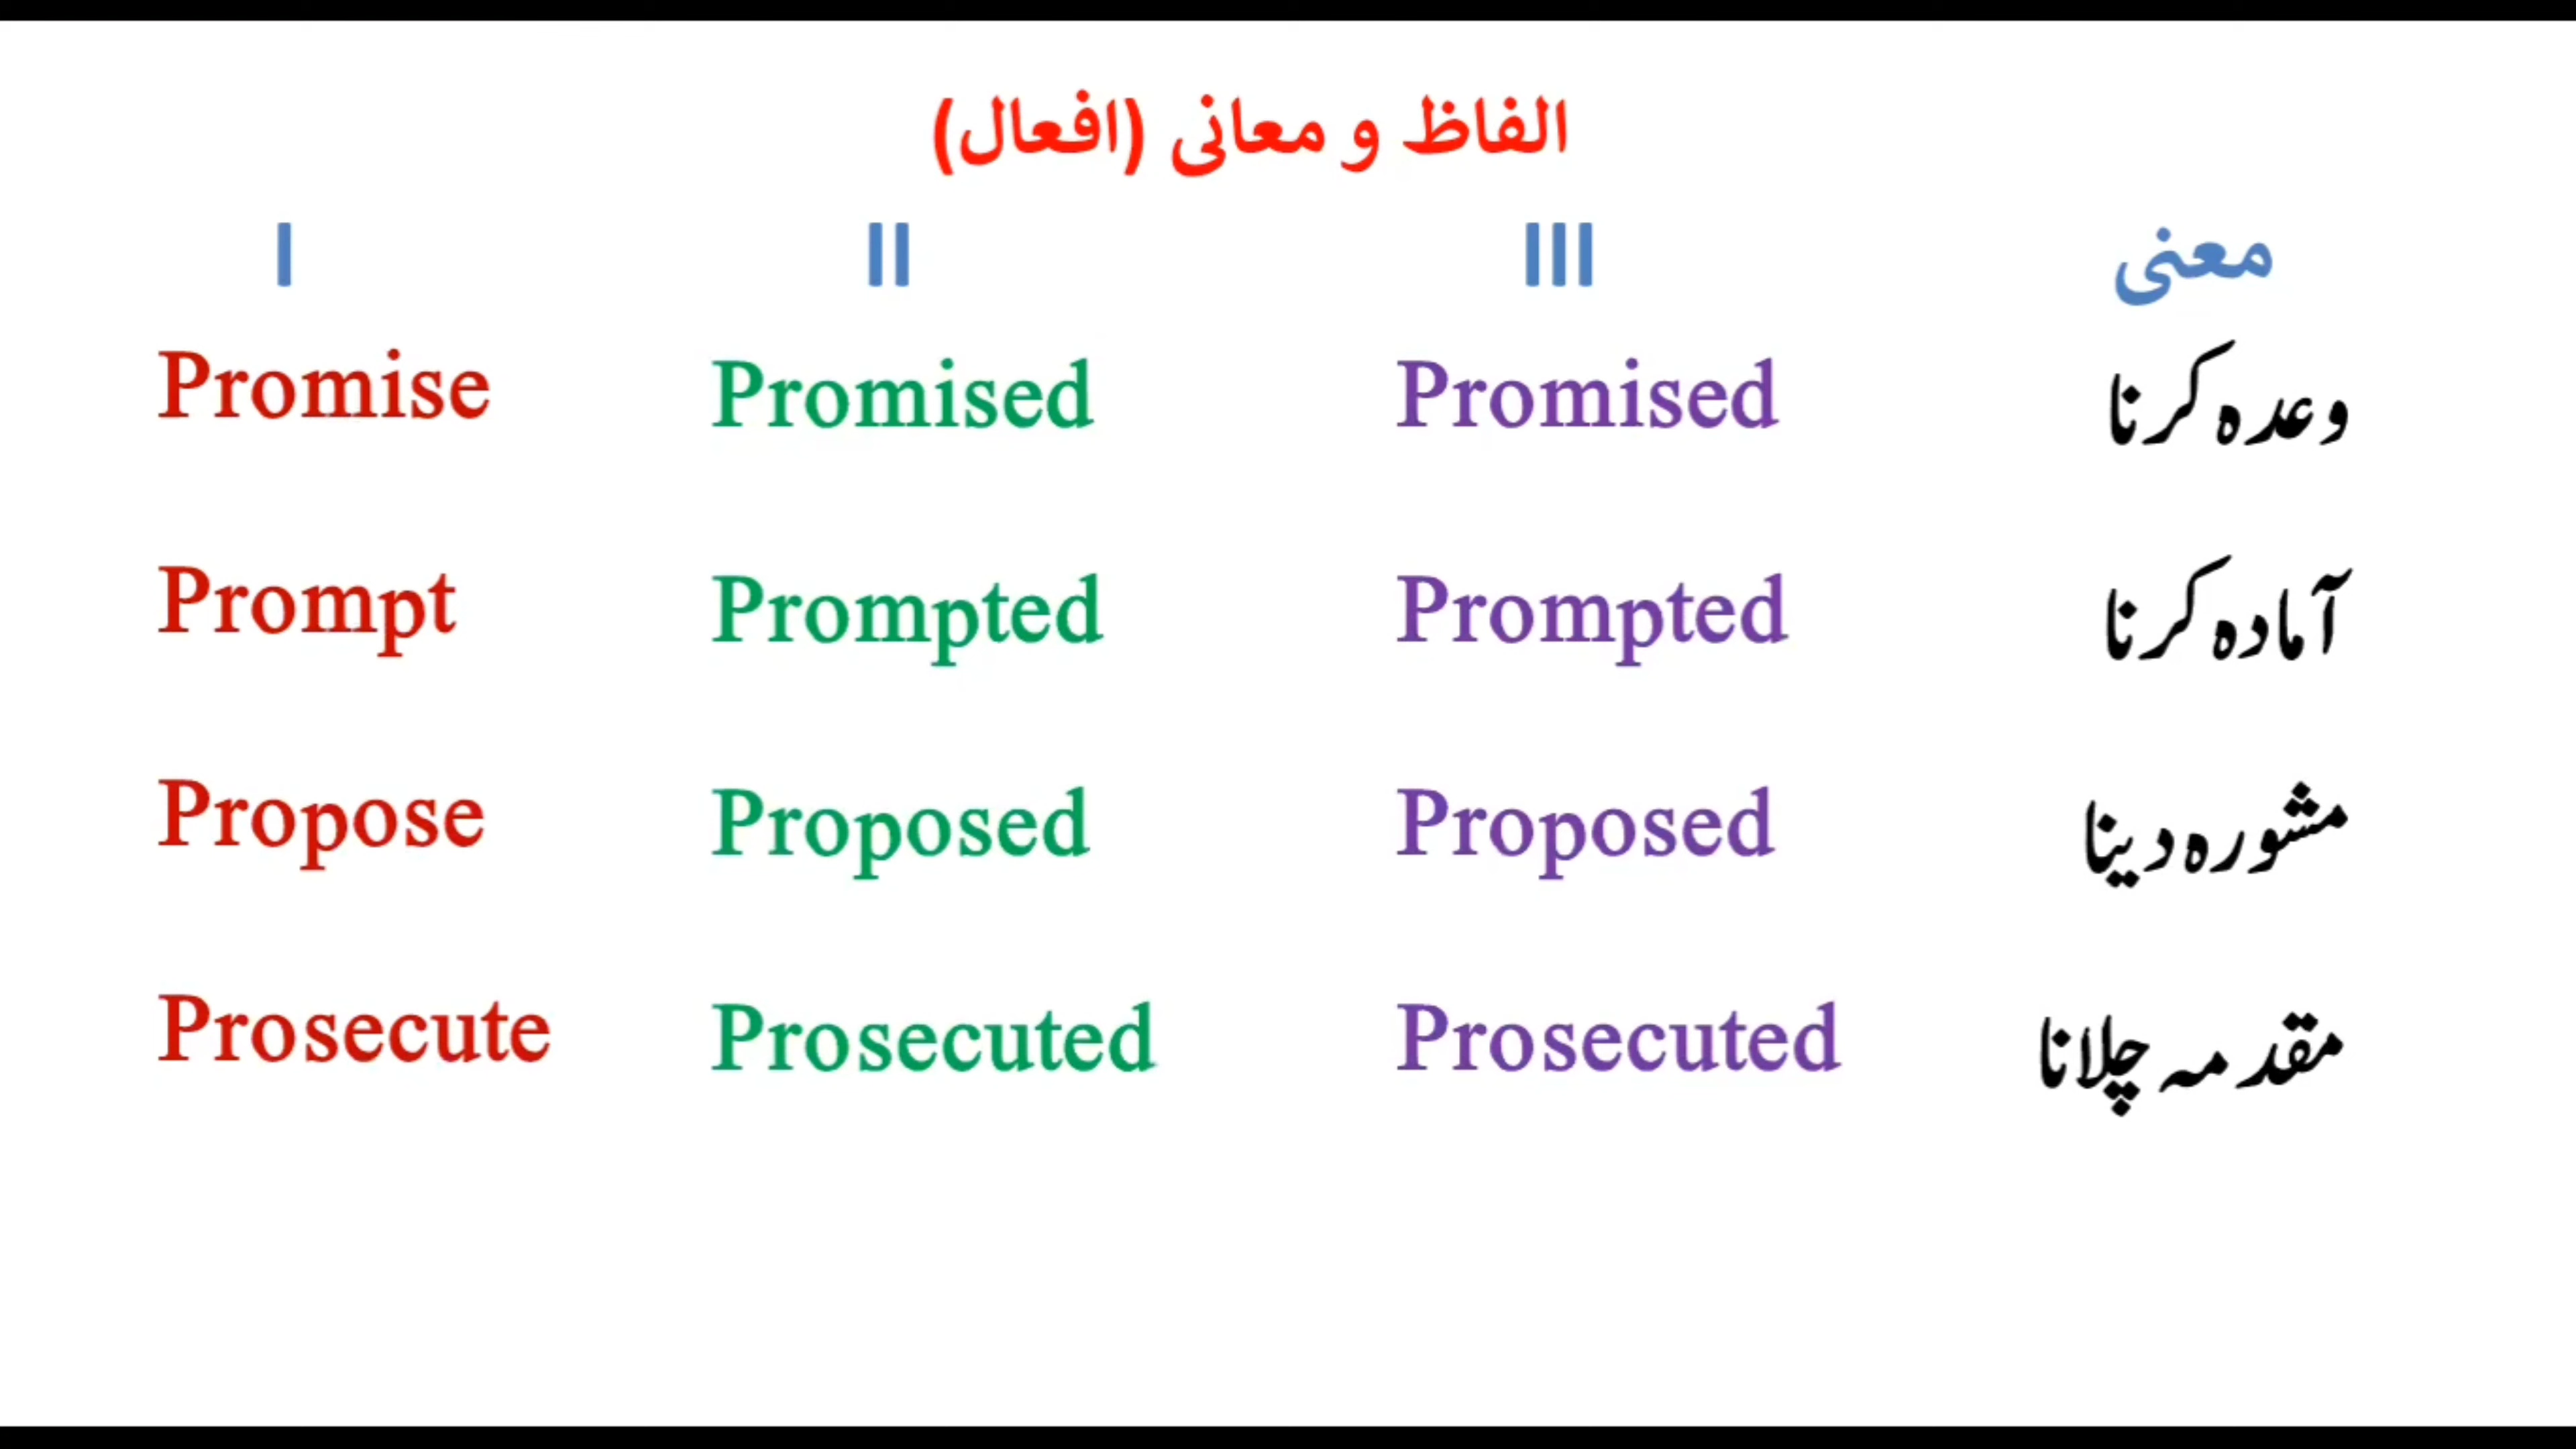 الفاظ و معانی (افعال)
I II III معنی
Promise Promised Promised وعدہ کرنا
Prompt Prompted Prompted آمادہ کرنا
Propose Proposed Proposed مشورہ دینا
Prosecute Prosecuted Prosecuted مقدمہ چلانا